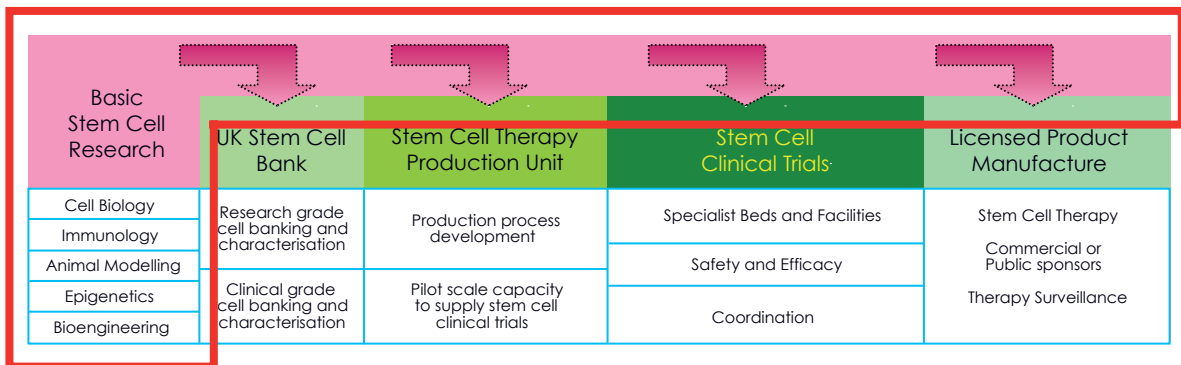 Basic
Stem Cell
Research
UK Stem Cell
Bank
Stem Cell Therapy
Production Unit
Stem Cell
Clinical Trials
Licensed Product
Manufacture
Cell Biology
Immunology
Animal Modelling
Epigenetics
Bioengineering
Research grade
cell banking and
characterisation
Clinical grade
cell banking and
characterisation
Production process
development
Pilot scale capacity
to supply stem cell
clinical trials
Specialist Beds and Facilities
Safety and Efficacy
Coordination
Stem Cell Therapy
Commercial or
Public sponsors
Therapy Surveillance